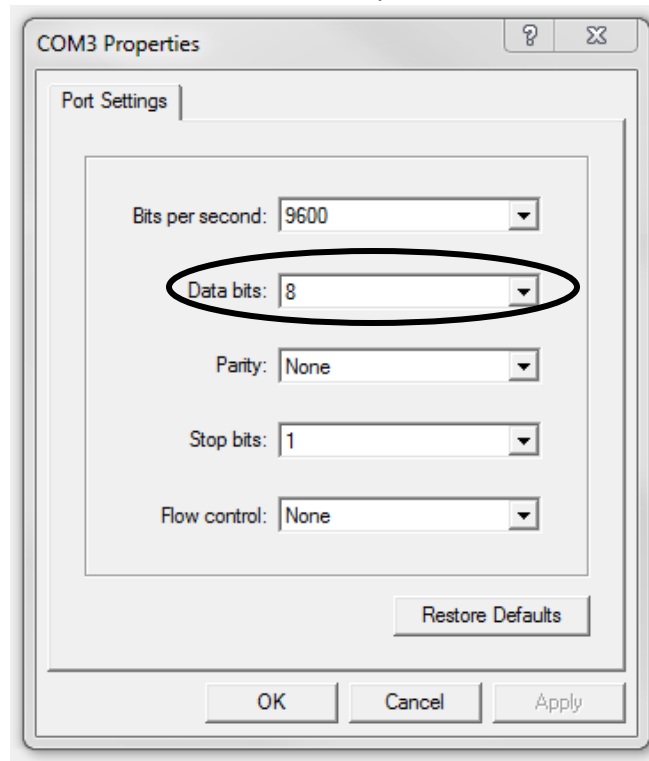 COM3 Properties
Port Settings
Bits per second: 9600
Data bits: 8
Parity: None
Stop bits: 1
Flow control: None
Restore Defaults
OK Cancel Apply